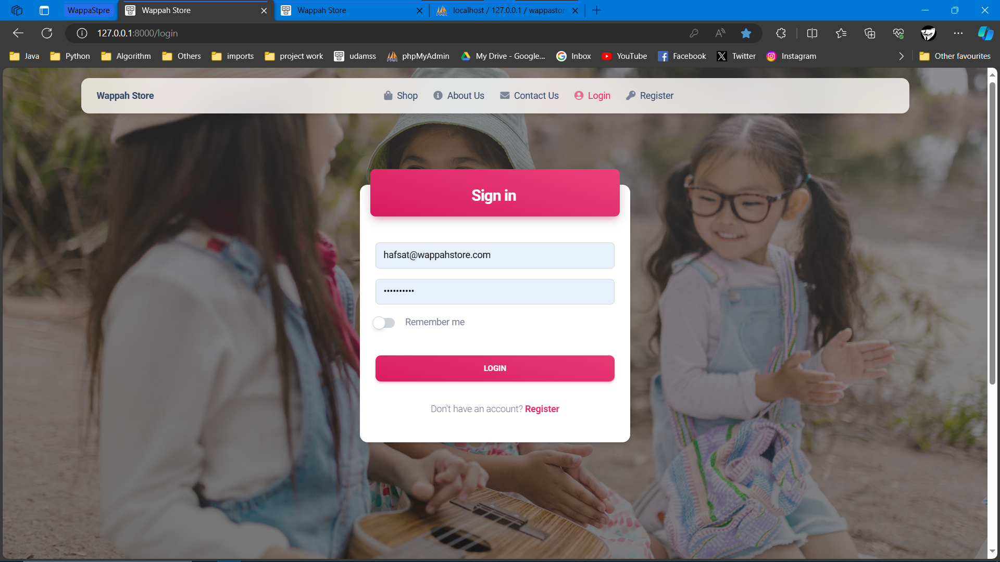 WappaStpre
Wappah Store
Wappah Store
localhost / 127.0.0.1 / wappastor
127.0.0.1:8000/login
Java Python Algorithm Others imports project work udamss phpMyAdmin My Drive - Google... Inbox YouTube Facebook Twitter Instagram Other favourites
Wappah Store Shop About Us Contact Us Login Register
Sign in
hafsat@wappahstore.com
••••••••••
Remember me
LOGIN
Don't have an account? Register